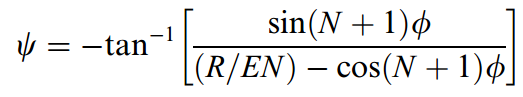 ψ = −tan⁻¹ [ sin(N + 1)ϕ / (R/EN) − cos(N + 1)ϕ ]